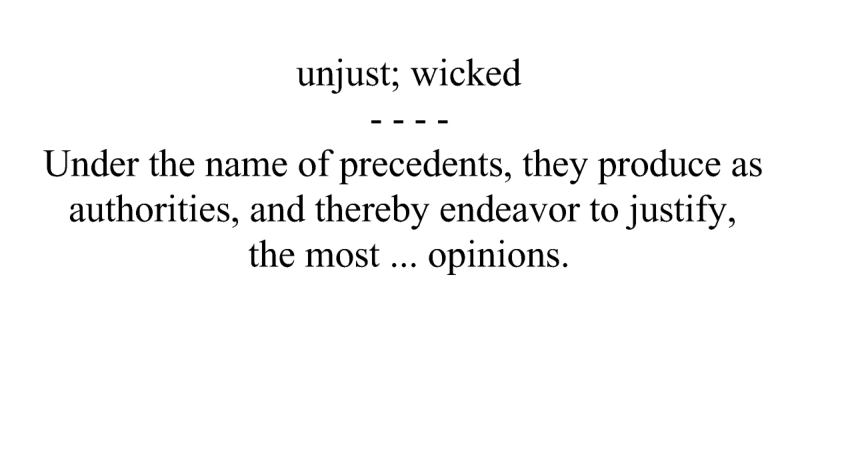 unjust; wicked
- - - -
Under the name of precedents, they produce as
authorities, and thereby endeavor to justify,
the most ... opinions.